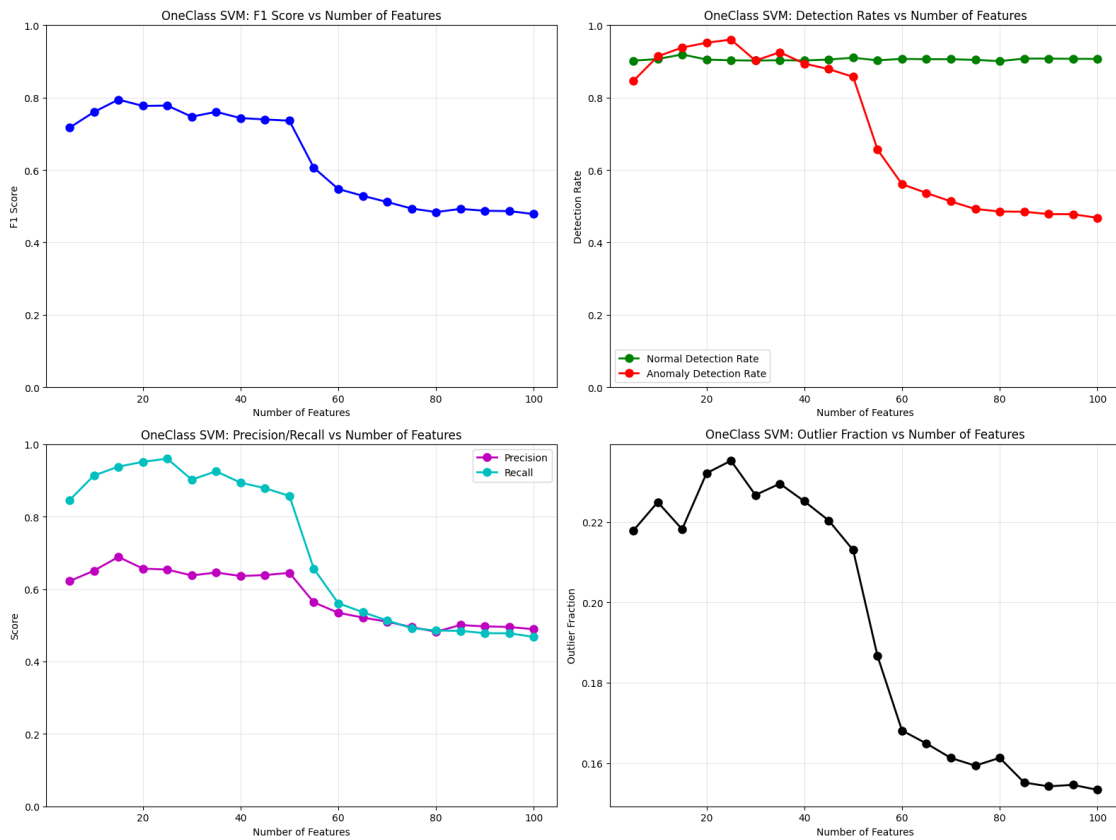 OneClass SVM: F1 Score vs Number of Features
1.0
0.8
0.6
0.4
0.2
0.0
F1 Score
20
40
60
80
100
Number of Features
OneClass SVM: Detection Rates vs Number of Features
1.0
0.8
0.6
0.4
0.2
0.0
Detection Rate
Normal Detection Rate
Anomaly Detection Rate
20
40
60
80
100
Number of Features
OneClass SVM: Precision/Recall vs Number of Features
1.0
0.8
0.6
0.4
0.2
0.0
Score
Precision
Recall
20
40
60
80
100
Number of Features
OneClass SVM: Outlier Fraction vs Number of Features
0.22
0.20
0.18
0.16
Outlier Fraction
20
40
60
80
100
Number of Features